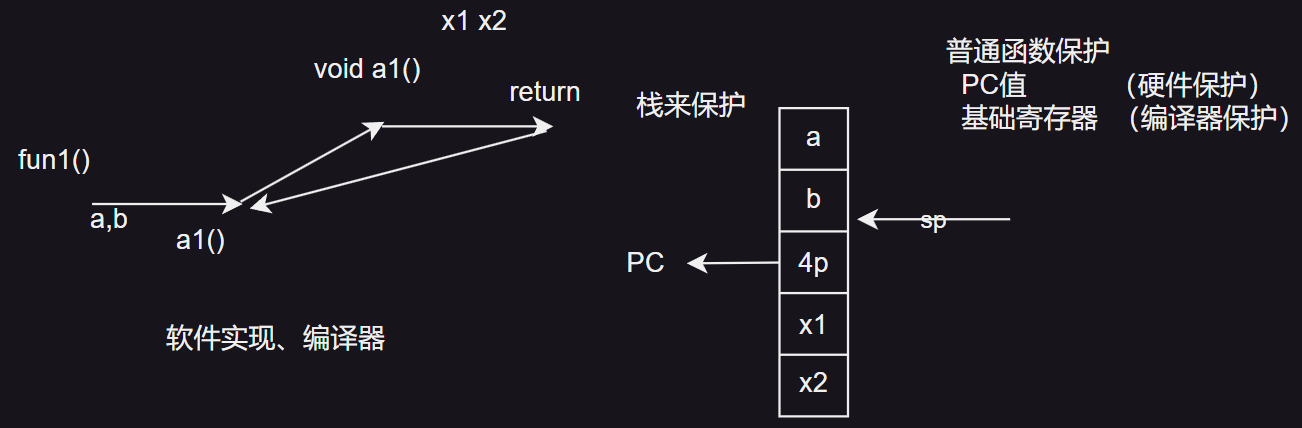 x1 x2
void a1()
return
fun1()
a,b
a1()
软件实现、编译器
栈来保护
a
b
4p
x1
x2
PC
sp
普通函数保护
PC值 （硬件保护）
基础寄存器 （编译器保护）